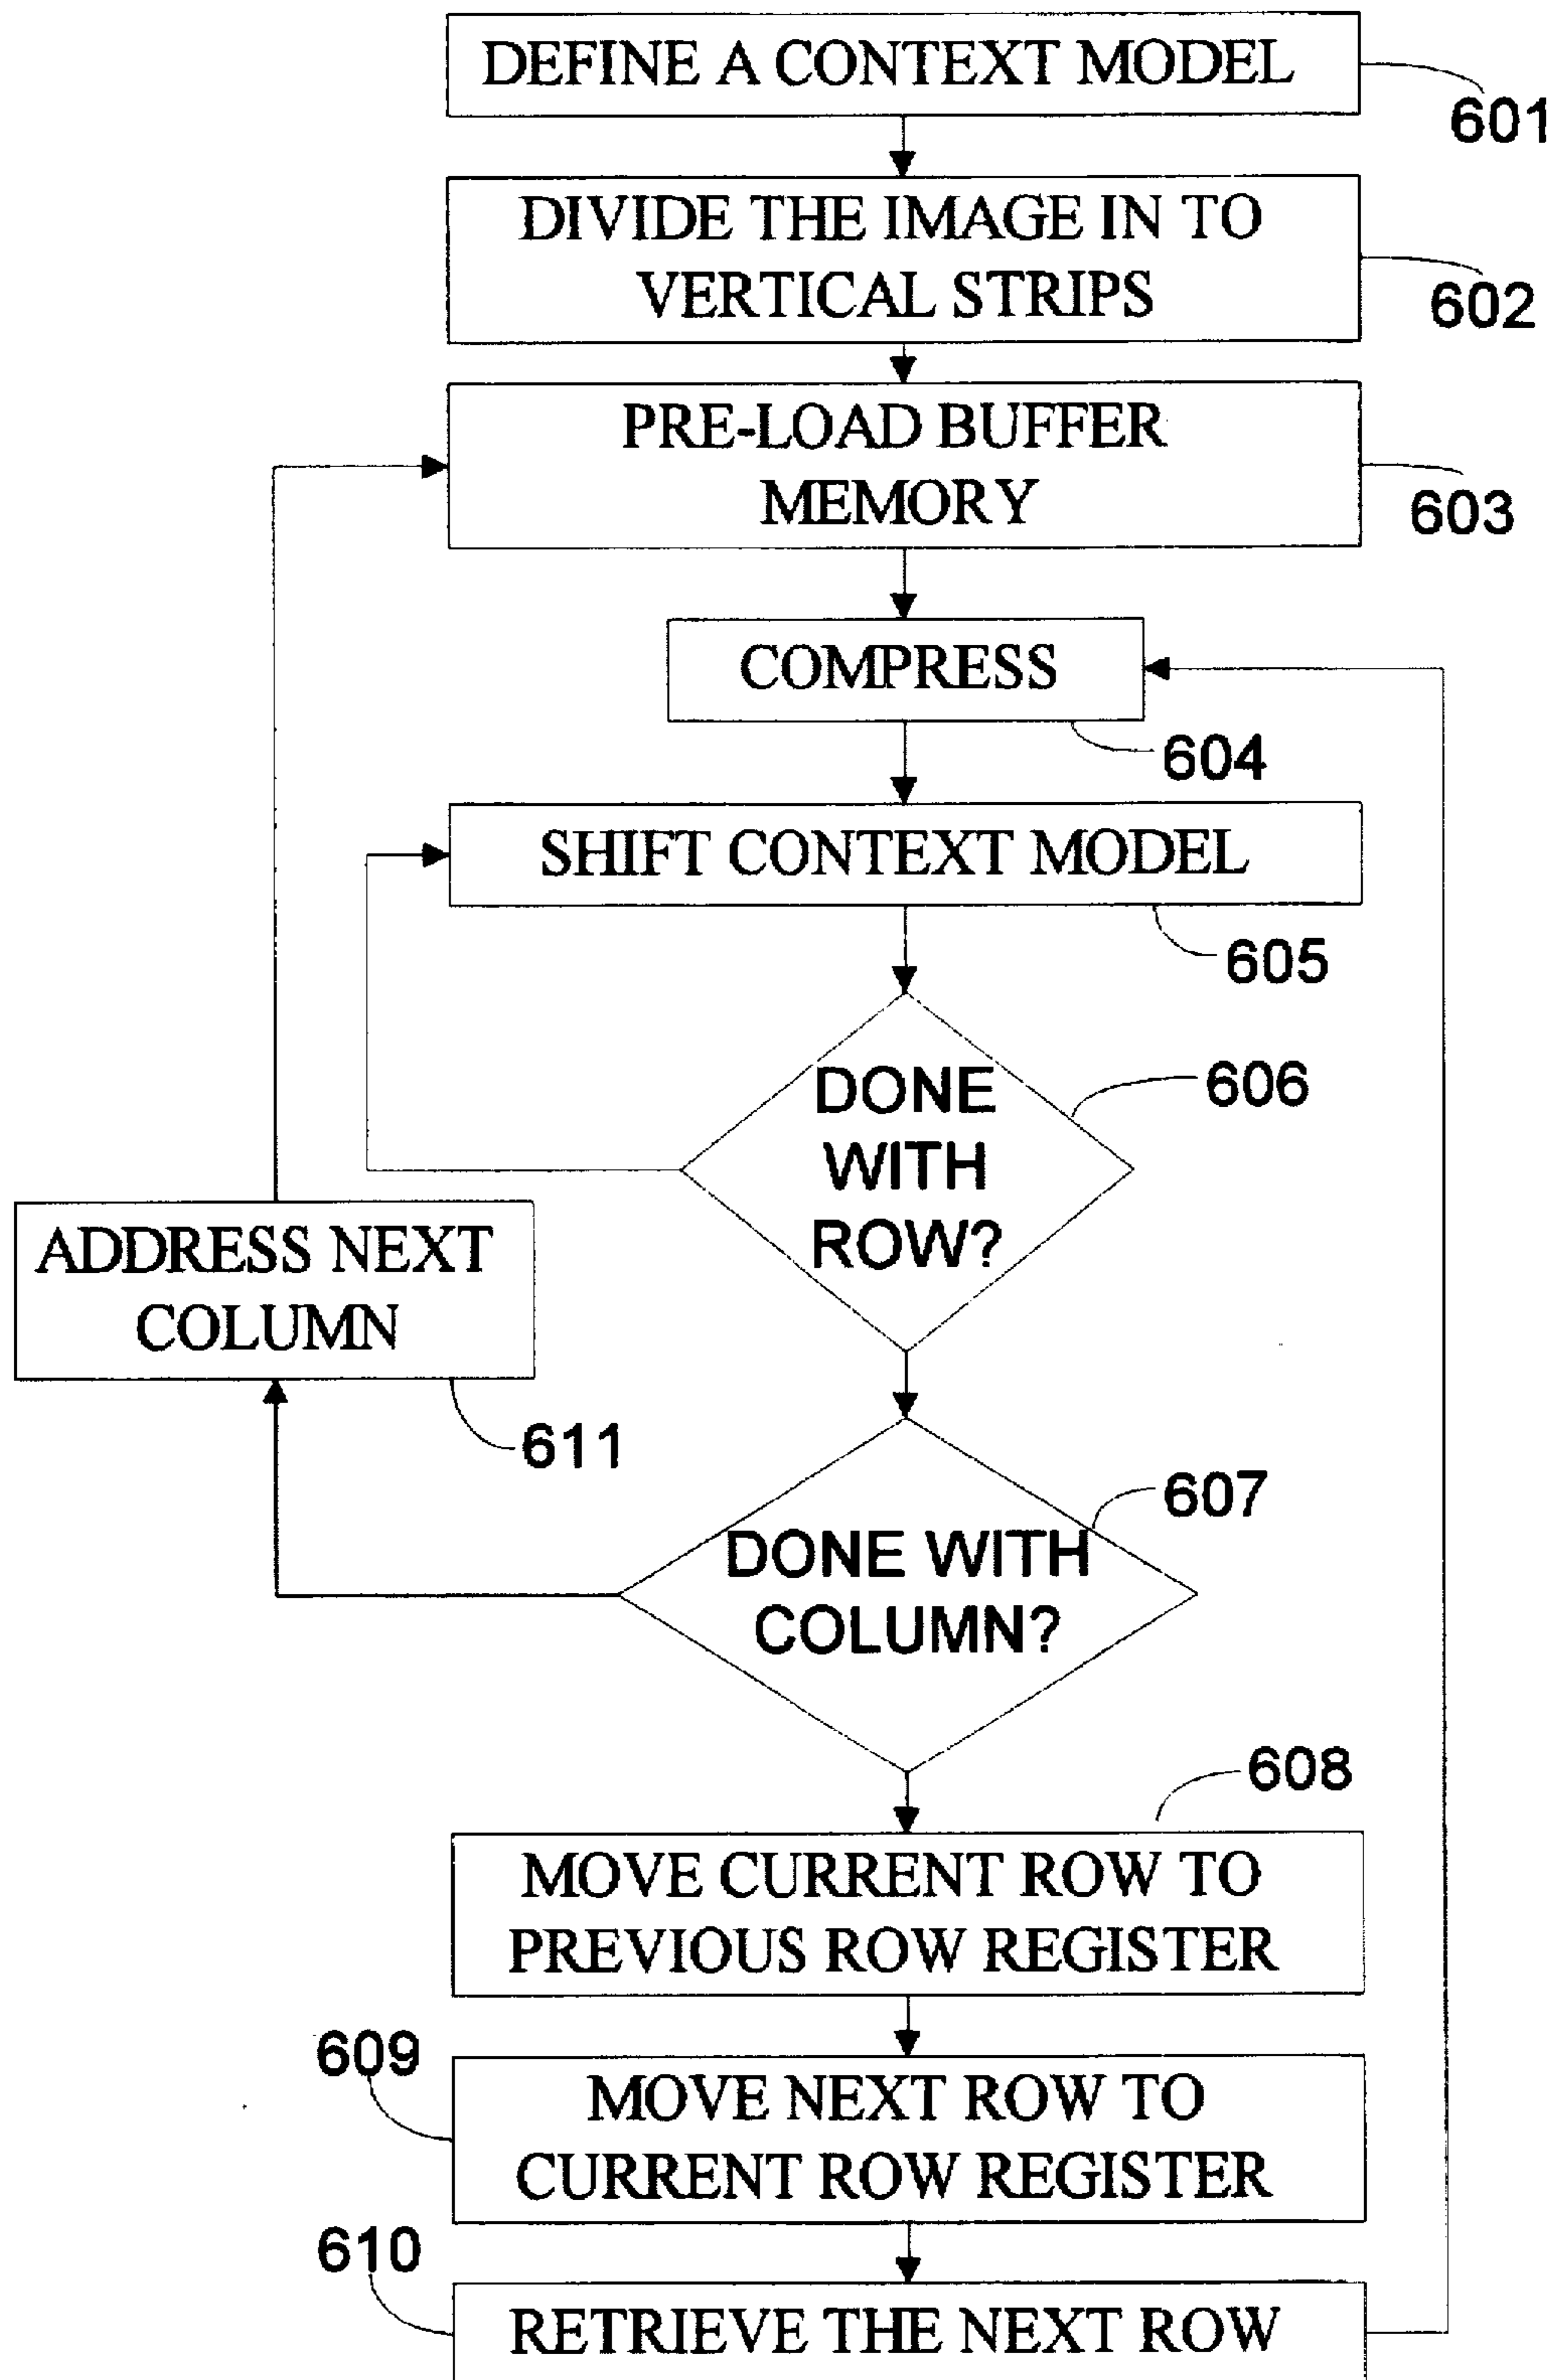 DEFINE A CONTEXT MODEL
601
DIVIDE THE IMAGE IN TO
VERTICAL STRIPS
602
PRE-LOAD BUFFER
MEMORY
603
COMPRESS
604
SHIFT CONTEXT MODEL
605
DONE
WITH
ROW?
606
ADDRESS NEXT
COLUMN
611
DONE WITH
COLUMN?
607
608
MOVE CURRENT ROW TO
PREVIOUS ROW REGISTER
609
MOVE NEXT ROW TO
CURRENT ROW REGISTER
610
RETRIEVE THE NEXT ROW